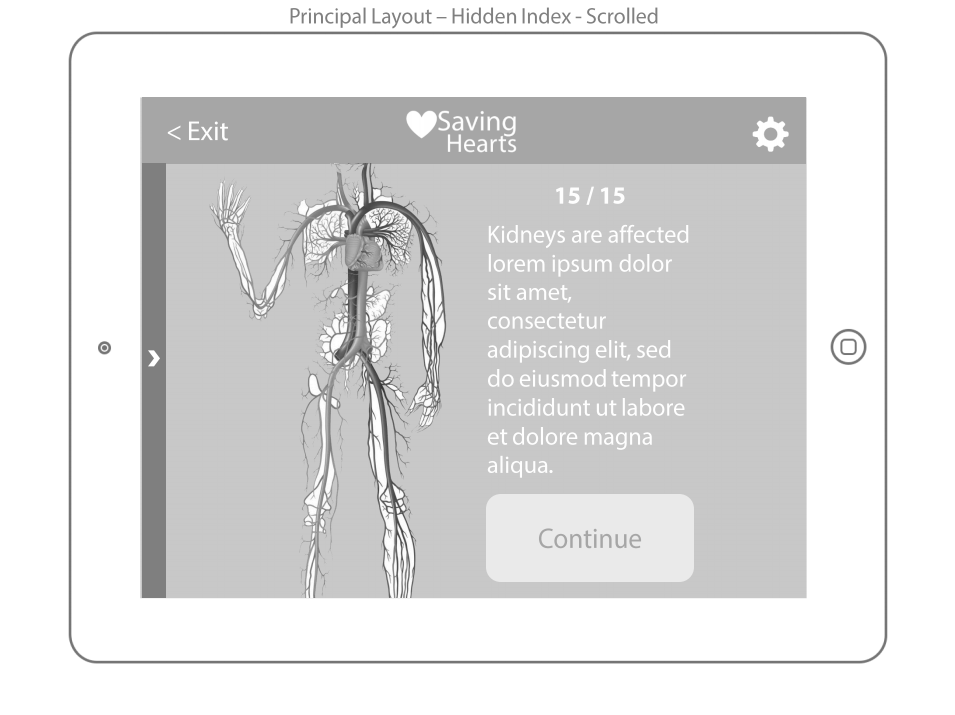 Principal Layout – Hidden Index - Scrolled
< Exit
Saving
Hearts
15 / 15
Kidneys are affected
lorem ipsum dolor
sit amet,
consectetur
adipiscing elit, sed
do eiusmod tempor
incididunt ut labore
et dolore magna
aliqua.
Continue